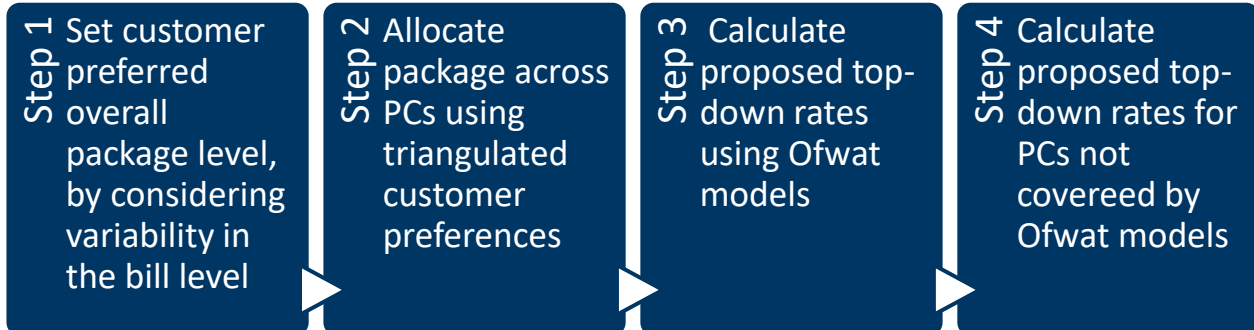 Step 1
Set customer
preferred
overall
package level,
by considering
variability in
the bill level
Step 2
Allocate
package across
PCs using
triangulated
customer
preferences
Step 3
Calculate
proposed top-
down rates
using Ofwat
models
Step 4
Calculate
proposed top-
down rates for
PCs not
covereed by
Ofwat models